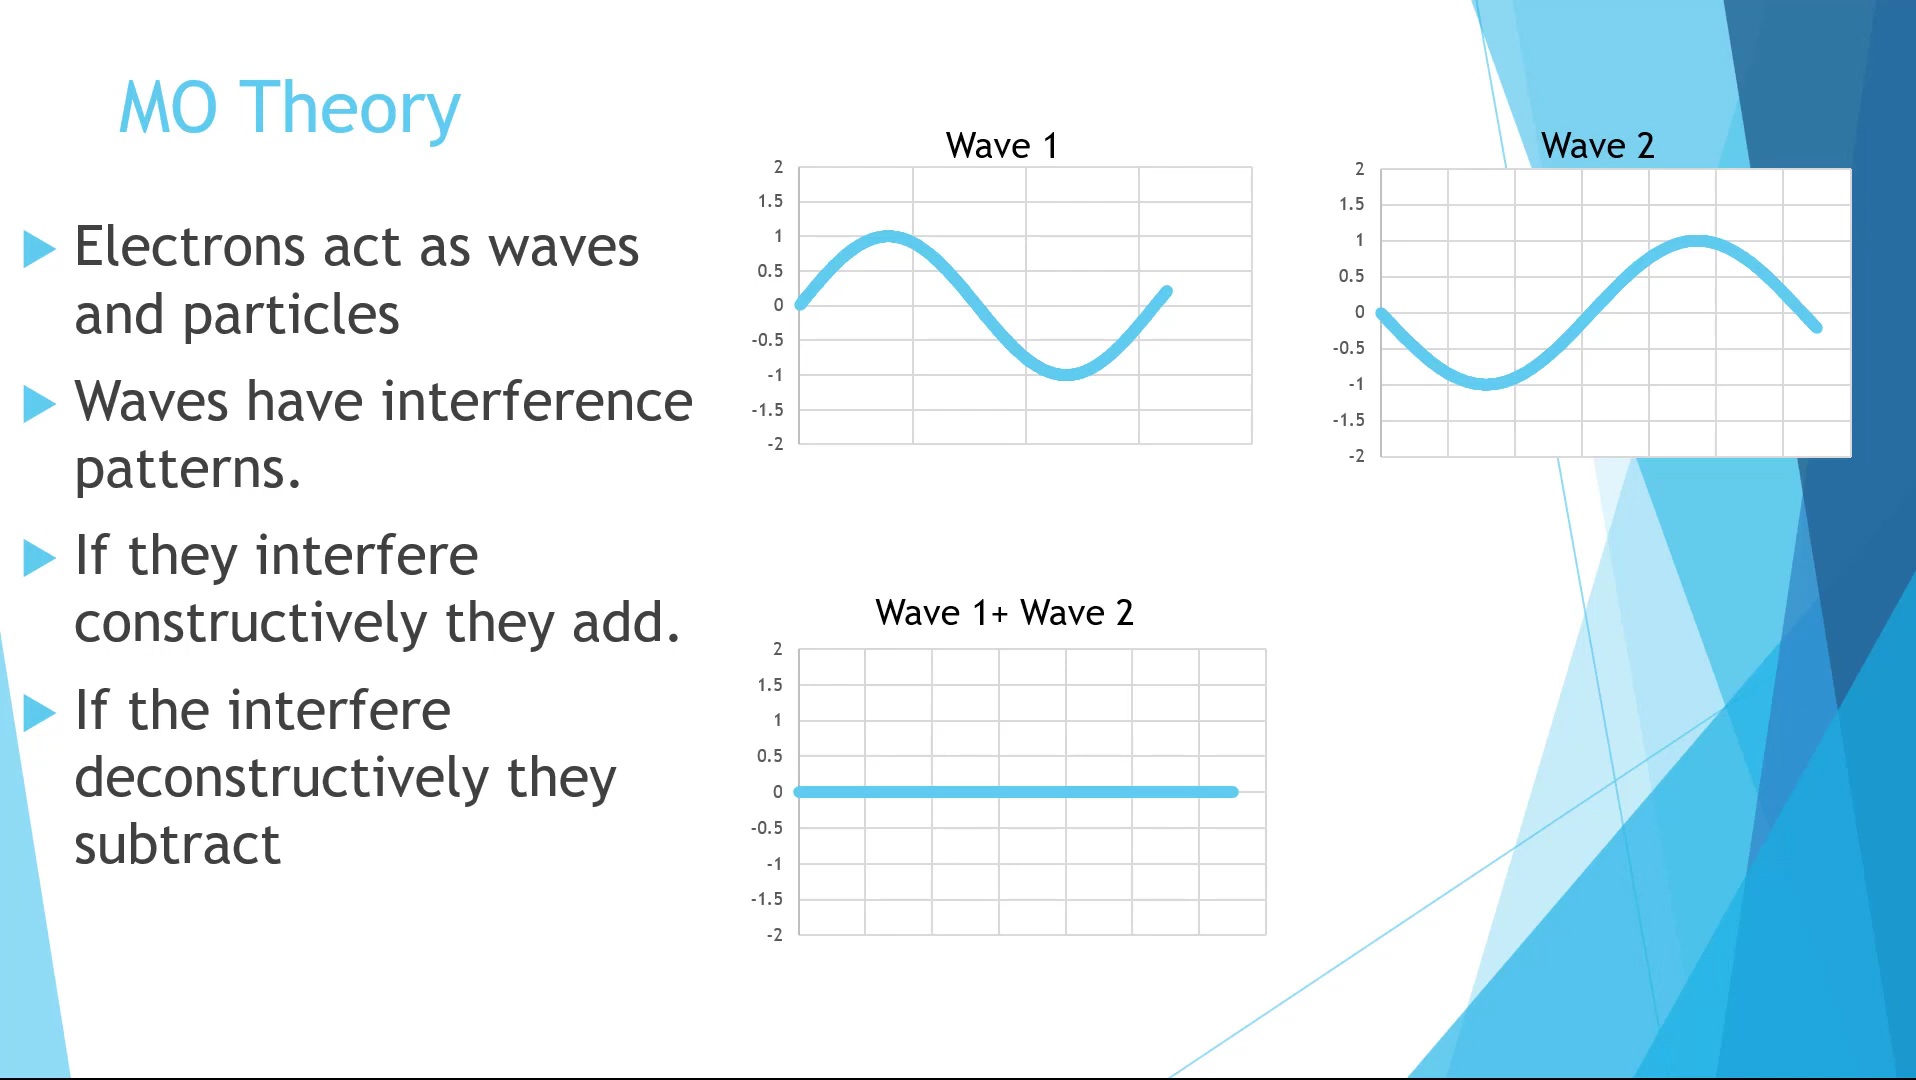 MO Theory
Electrons act as waves
and particles
Waves have interference
patterns.
If they interfere
constructively they add.
If the interfere
deconstructively they
subtract
Wave 1
2
1.5
1
0.5
0
-0.5
-1
-1.5
-2
Wave 2
2
1.5
1
0.5
0
-0.5
-1
-1.5
-2
Wave 1+ Wave 2
2
1.5
1
0.5
0
-0.5
-1
-1.5
-2